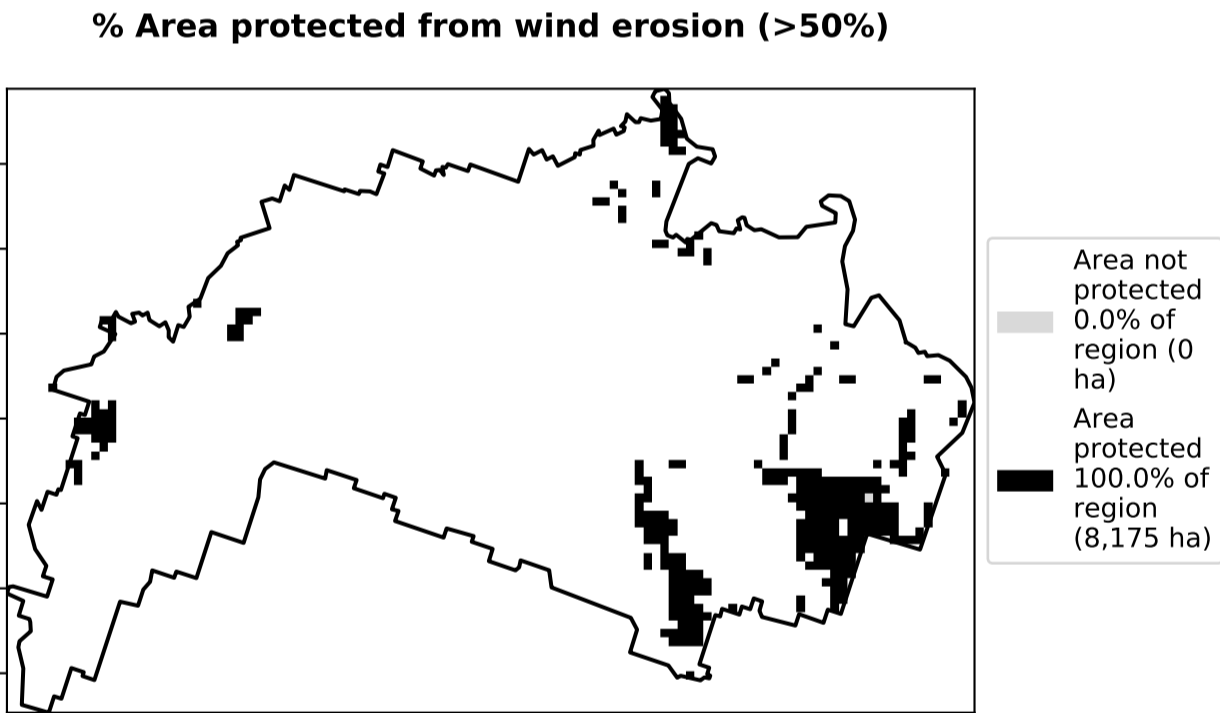 % Area protected from wind erosion (>50%)
Area not
protected
0.0% of
region (0
ha)
Area
protected
100.0% of
region
(8,175 ha)